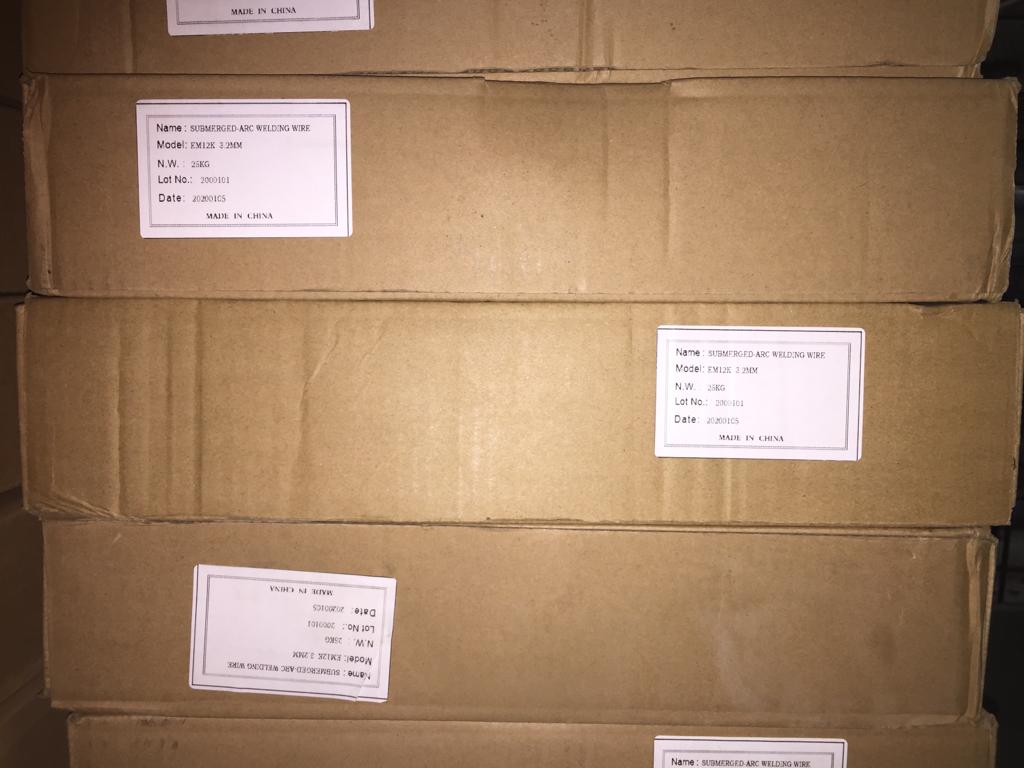 MADE IN CHINA
Name: SUBMERGED-ARC WELDING WIRE
Model: EM12K 3.2MM
N.W. : 25KG
Lot No.: 2000101
Date: 20200105
MADE IN CHINA
Name: SUBMERGED-ARC WELDING WIRE
Model: EM12K 3.2MM
N.W. 25KG
Lot No.: 2000101
Date: 20200105
MADE IN CHINA
Name: SUBMERGED-ARC WELDING WIRE
Model: EM12K 3.2MM
N.W. : 25KG
Lot No.: 2000101
Date: 20200105
MADE IN CHINA
Name: SUBMERGED-ARC WELDING WIRE